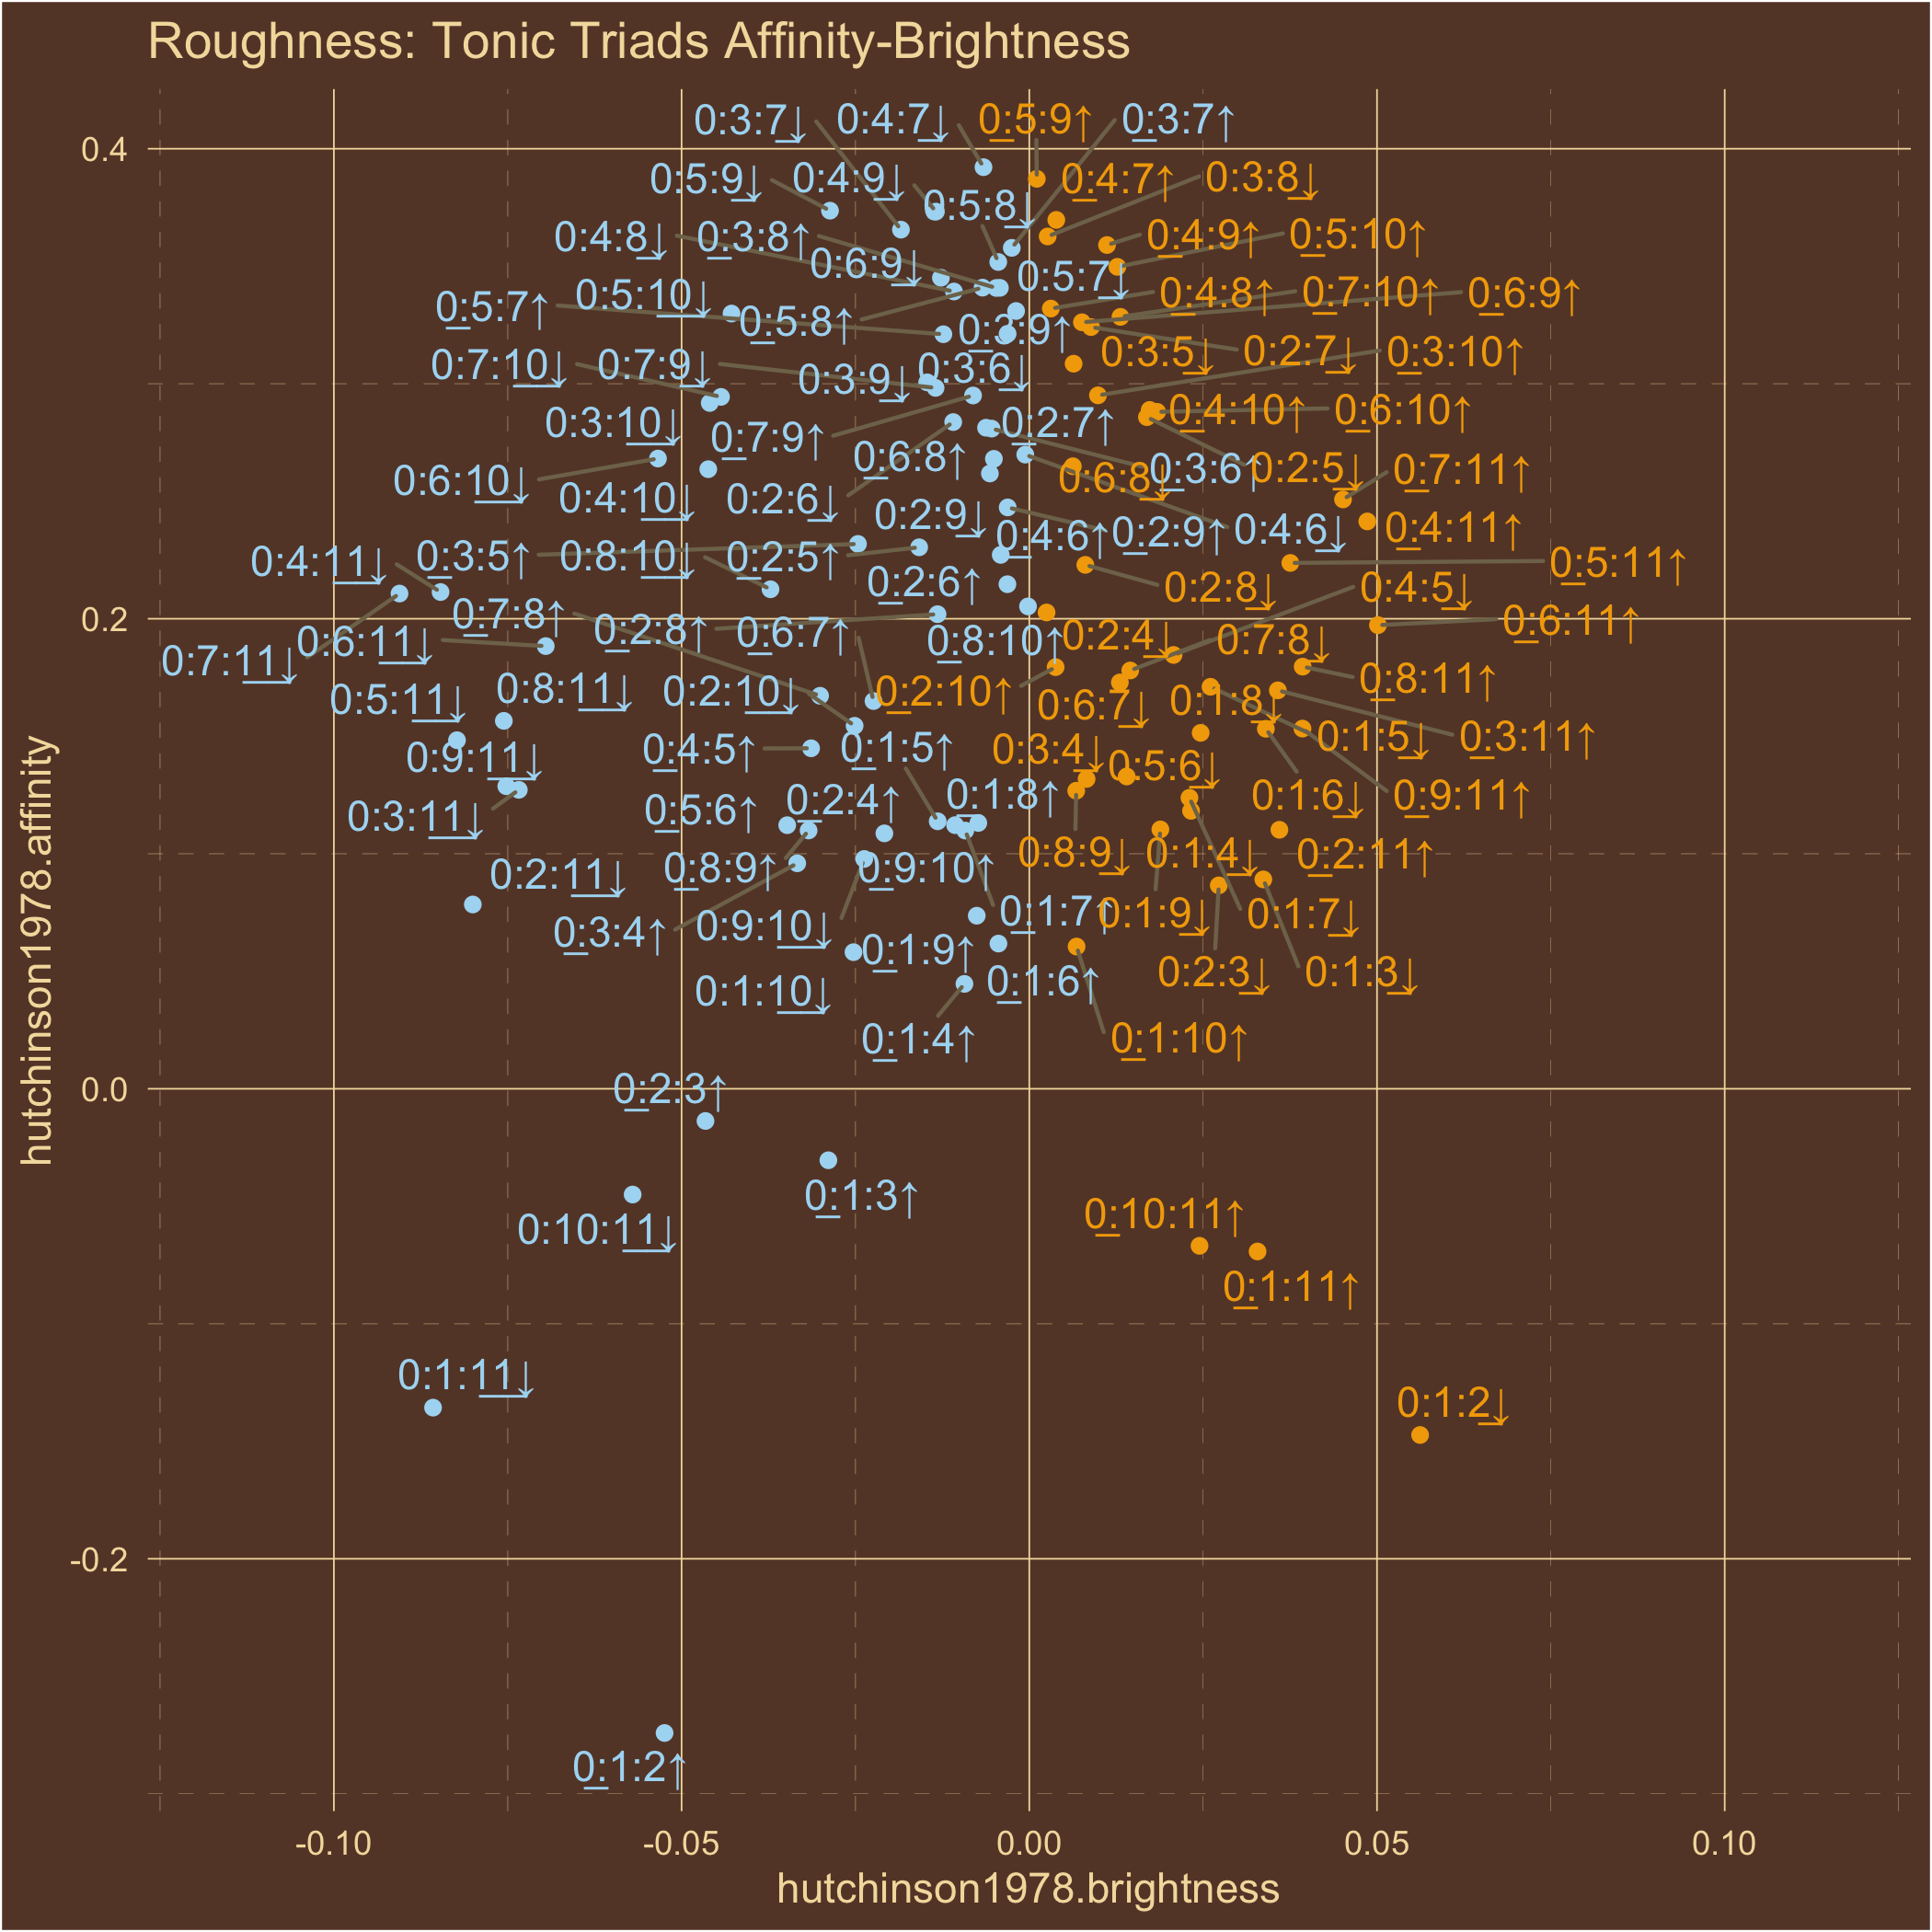 Roughness: Tonic Triads Affinity-Brightness
0:3:7↓ 0:4:7↓ 0:5:9↑ 0:3:7↑
0:5:9↓ 0:4:9↓ 0:4:7↑ 0:3:8↓
0:5:8↓
0:4:8↓ 0:3:8↑ 0:4:9↑ 0:5:10↑
0:6:9↓ 0:5:7↓
0:5:7↑ 0:5:10↓ 0:4:8↑ 0:7:10↑ 0:6:9↑
0:5:8↑ 0:3:9↑
0:7:10↓ 0:7:9↓ 0:3:9↓ 0:3:6↓ 0:3:5↓ 0:2:7↓ 0:3:10↑
0:3:10↓ 0:7:9↑ 0:2:7↑ 0:4:10↑ 0:6:10↑
0:6:10↓ 0:6:8↑ 0:6:8↓ 0:3:6↑ 0:2:5↓ 0:7:11↑
0:4:10↓ 0:2:6↓
0:2:9↓ 0:4:6↑ 0:2:9↑ 0:4:6↓ 0:4:11↑
0:4:11↓ 0:3:5↑ 0:8:10↓ 0:2:5↑ 0:5:11↑
0:2:6↑ 0:2:8↓ 0:4:5↓
0:7:8↑ 0:2:8↑ 0:6:7↑ 0:6:11↑
0:7:11↓ 0:6:11↓ 0:8:10↑ 0:2:4↓ 0:7:8↓
0:5:11↓ 0:8:11↓ 0:2:10↓ 0:2:10↑ 0:6:7↓ 0:1:8↓ 0:8:11↑
0:9:11↓ 0:4:5↑ 0:1:5↑ 0:3:4↓ 0:5:6↓ 0:1:5↓ 0:3:11↑
0:3:11↓ 0:5:6↑ 0:2:4↑ 0:1:8↑ 0:1:6↓ 0:9:11↑
0:2:11↓ 0:8:9↑ 0:9:10↑ 0:8:9↓ 0:1:4↓ 0:2:11↑
0:3:4↑ 0:9:10↓ 0:1:7↑ 0:1:9↓ 0:1:7↓
0:1:9↑ 0:2:3↓ 0:1:3↓
0:1:10↓ 0:1:6↑
0:1:4↑ 0:1:10↑
0:2:3↑
0:1:3↑
0:10:11↓ 0:10:11↑
0:1:11↑
0:1:11↓
0:1:2↓
0:1:2↑
0.4
0.2
0.0
-0.2
-0.10 -0.05 0.00 0.05 0.10
hutchinson1978.brightness
hutchinson1978.affinity